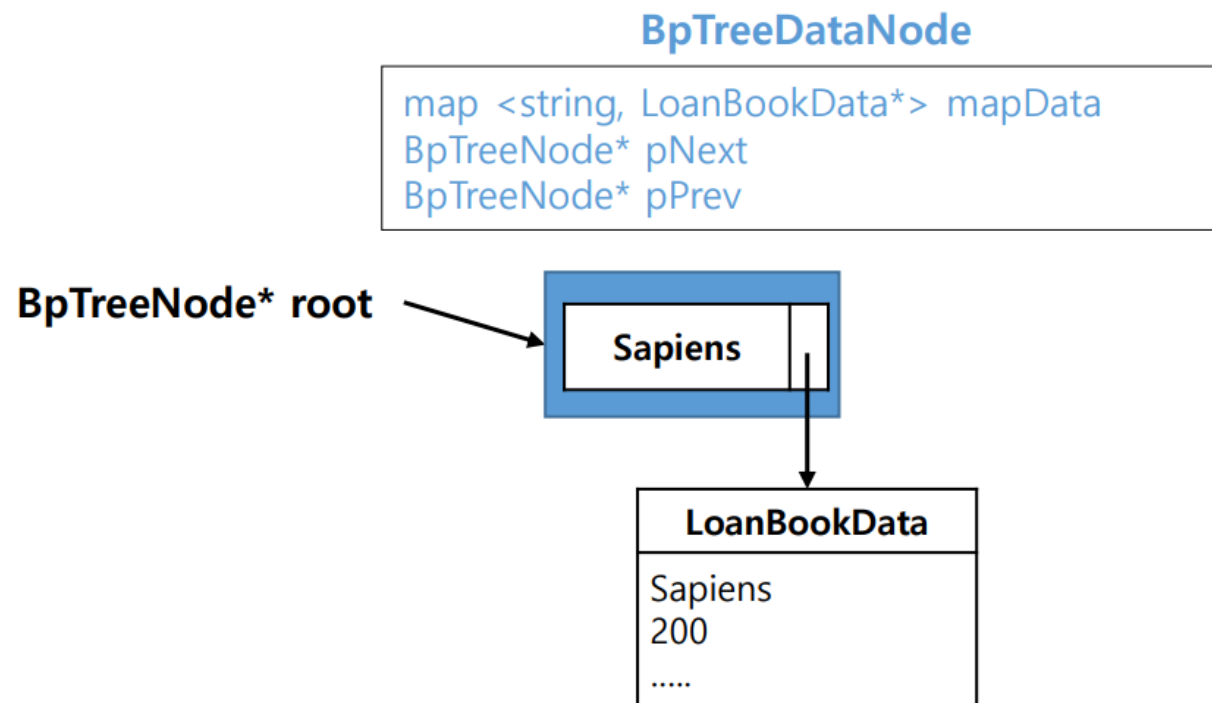 BpTreeDataNode
map <string, LoanBookData*> mapData
BpTreeNode* pNext
BpTreeNode* pPrev
BpTreeNode* root
Sapiens
LoanBookData
Sapiens
200
.....